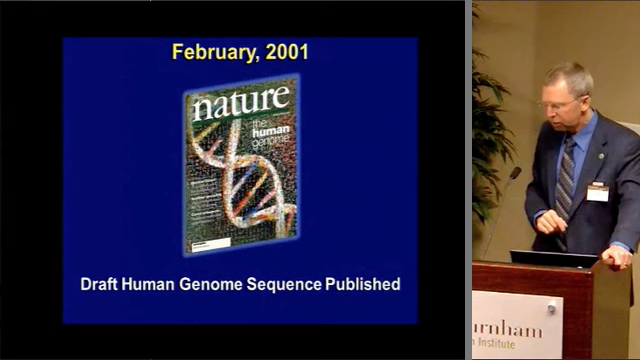 February, 2001
nature
the
human
genome
Draft Human Genome Sequence Published
urnham
n Institute